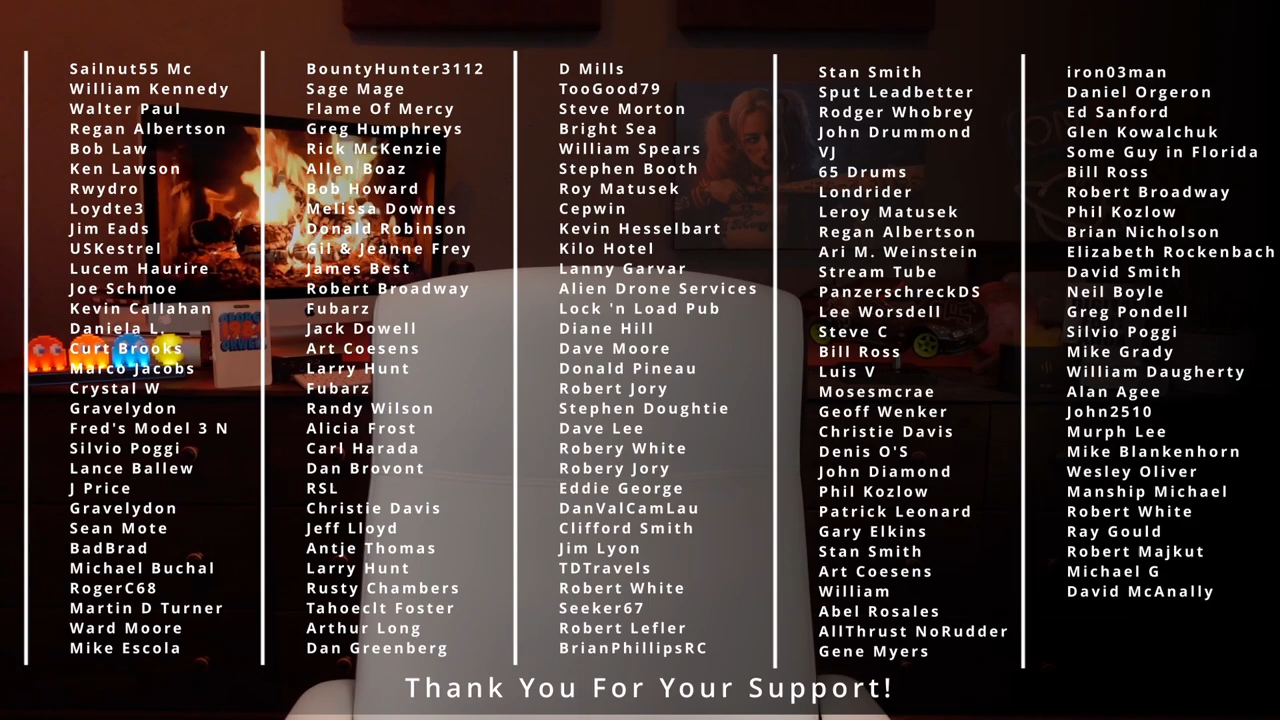 Sailnut55 Mc
William Kennedy
Walter Paul
Regan Albertson
Bob Law
Ken Lawson
Rwydro
Loydte3
Jim Eads
USKestrel
Lucem Haurire
Joe Schmoe
Kevin Callahan
Daniela L.
Curt Brooks
Marco Jacobs
Crystal W
Gravelydon
Fred's Model 3 N
Silvio Poggi
Lance Ballew
J Price
Gravelydon
Sean Mote
BadBrad
Michael Buchal
RogerC68
Martin D Turner
Ward Moore
Mike Escola
BountyHunter3112
Sage Mage
Flame Of Mercy
Greg Humphreys
Rick McKenzie
Allen Boaz
Bob Howard
Melissa Downes
Donald Robinson
Gil & Jeanne Frey
James Best
Robert Broadway
Fubarz
Jack Dowell
Art Coesens
Larry Hunt
Fubarz
Randy Wilson
Alicia Frost
Carl Harada
Dan Brovont
RSL
Christie Davis
Jeff Lloyd
Antje Thomas
Larry Hunt
Rusty Chambers
Tahoeclt Foster
Arthur Long
Dan Greenberg
D Mills
TooGood79
Steve Morton
Bright Sea
William Spears
Stephen Booth
Roy Matusek
Cepwin
Kevin Hesselbart
Kilo Hotel
Lanny Garvar
Alien Drone Services
Lock 'n Load Pub
Diane Hill
Dave Moore
Donald Pineau
Robert Jory
Stephen Doughtie
Dave Lee
Robery White
Robery Jory
Eddie George
DanValCamLau
Clifford Smith
Jim Lyon
TDTravels
Robert White
Seeker67
Robert Lefler
BrianPhillipsRC
Stan Smith
Sput Leadbetter
Rodger Whobrey
John Drummond
VJ
65 Drums
Londrider
Leroy Matusek
Regan Albertson
Ari M. Weinstein
Stream Tube
PanzerschreckDS
Lee Worsdell
Steve C
Bill Ross
Luis V
Mosesmcrae
Geoff Wenker
Christie Davis
Denis O'S
John Diamond
Phil Kozlow
Patrick Leonard
Gary Elkins
Stan Smith
Art Coesens
William
Abel Rosales
AllThrust NoRudder
Gene Myers
iron03man
Daniel Orgeron
Ed Sanford
Glen Kowalchuk
Some Guy in Florida
Bill Ross
Robert Broadway
Phil Kozlow
Brian Nicholson
Elizabeth Rockenbach
David Smith
Neil Boyle
Greg Pondell
Silvio Poggi
Mike Grady
William Daugherty
Alan Agee
John2510
Murph Lee
Mike Blankenhorn
Wesley Oliver
Manship Michael
Robert White
Ray Gould
Robert Majkut
Michael G
David McAnally
Thank You For Your Support!